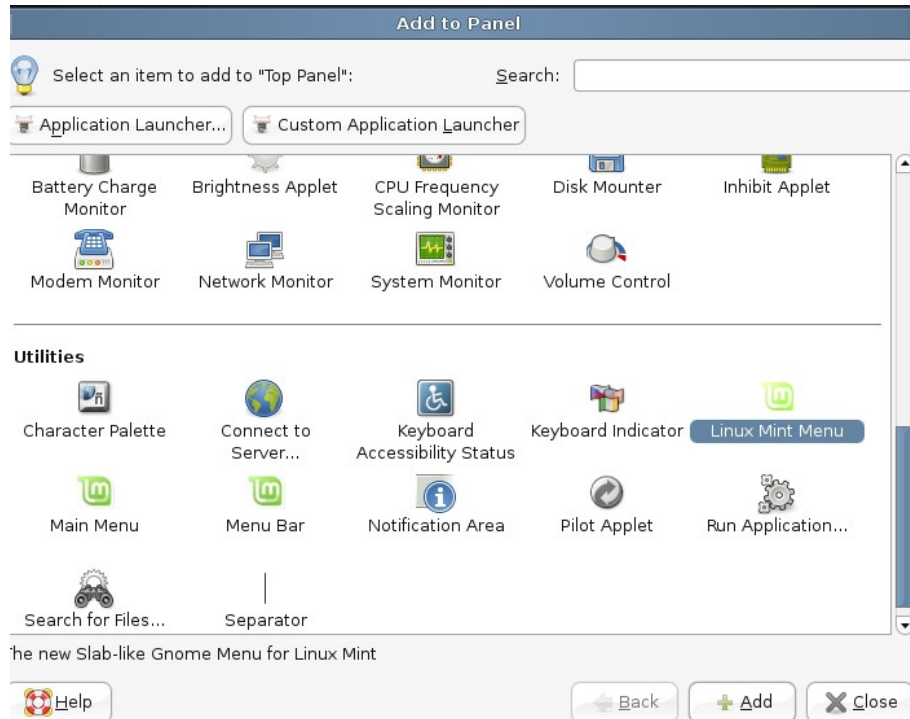 Add to Panel
Select an item to add to "Top Panel":
Search:
Application Launcher...
Custom Application Launcher
Battery Charge
Monitor
Brightness Applet
CPU Frequency
Scaling Monitor
Disk Mounter
Inhibit Applet
Modem Monitor
Network Monitor
System Monitor
Volume Control
Utilities
Character Palette
Connect to
Server...
Keyboard
Accessibility Status
Keyboard Indicator
Linux Mint Menu
Main Menu
Menu Bar
Notification Area
Pilot Applet
Run Application...
Search for Files...
Separator
The new Slab-like Gnome Menu for Linux Mint
Help
Back
Add
Close